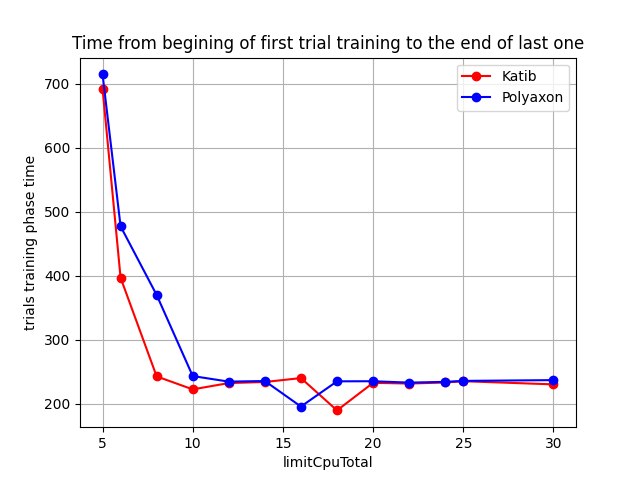 Time from begining of first trial training to the end of last one
Katib
Polyaxon
trials training phase time
700
600
500
400
300
200
5
10
15
20
25
30
limitCpuTotal